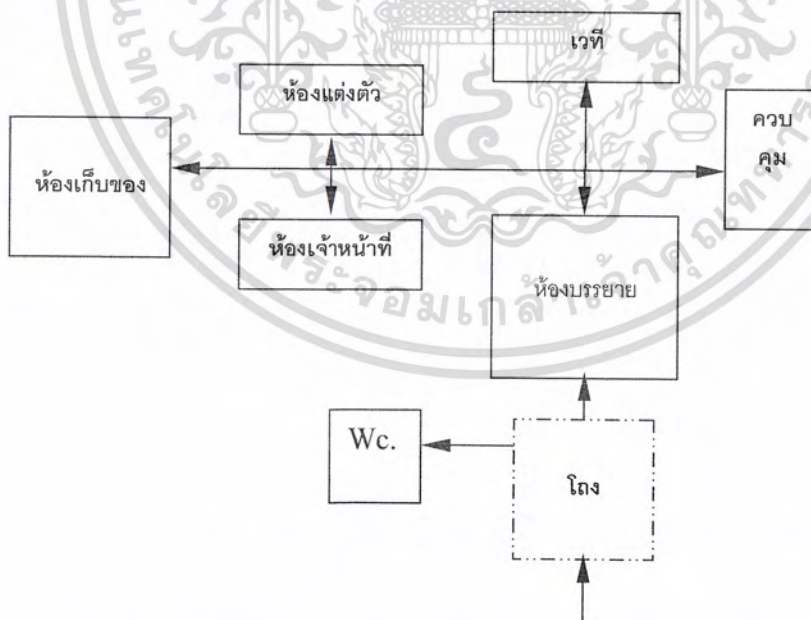 เวที
ห้องแต่งตัว
ควบ
คุม
ห้องเก็บของ
ห้องเจ้าหน้าที่
ห้องบรรยาย
Wc.
โถง